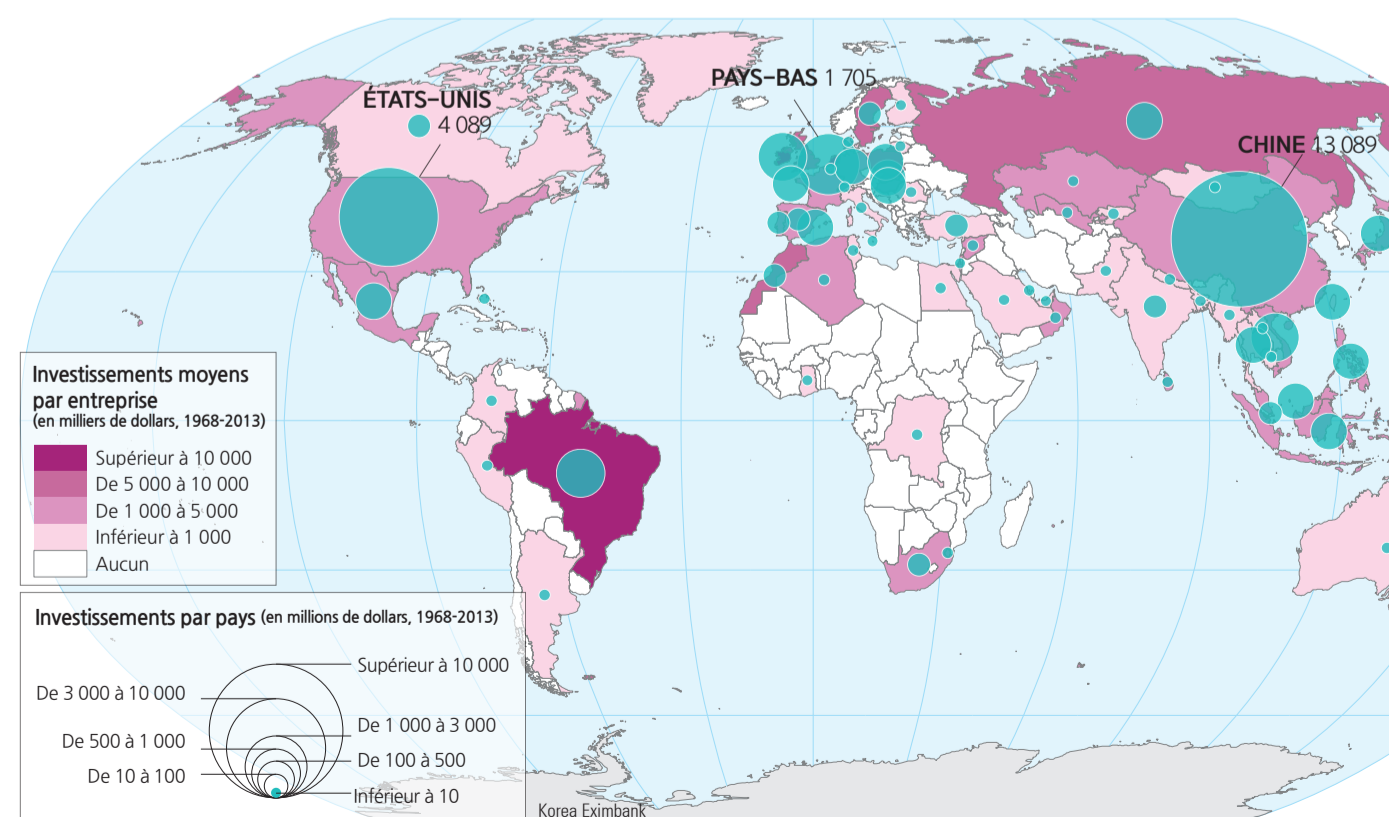 PAYS-BAS 1 705
ÉTATS-UNIS
4 089
CHINE 13 089
Investissements moyens
par entreprise
(en milliers de dollars, 1968-2013)
Supérieur à 10 000
De 5 000 à 10 000
De 1 000 à 5 000
Inférieur à 1 000
Aucun
Investissements par pays (en millions de dollars, 1968-2013)
Supérieur à 10 000
De 3 000 à 10 000
De 1 000 à 3 000
De 500 à 1 000
De 100 à 500
De 10 à 100
Inférieur à 10
Korea Eximbank